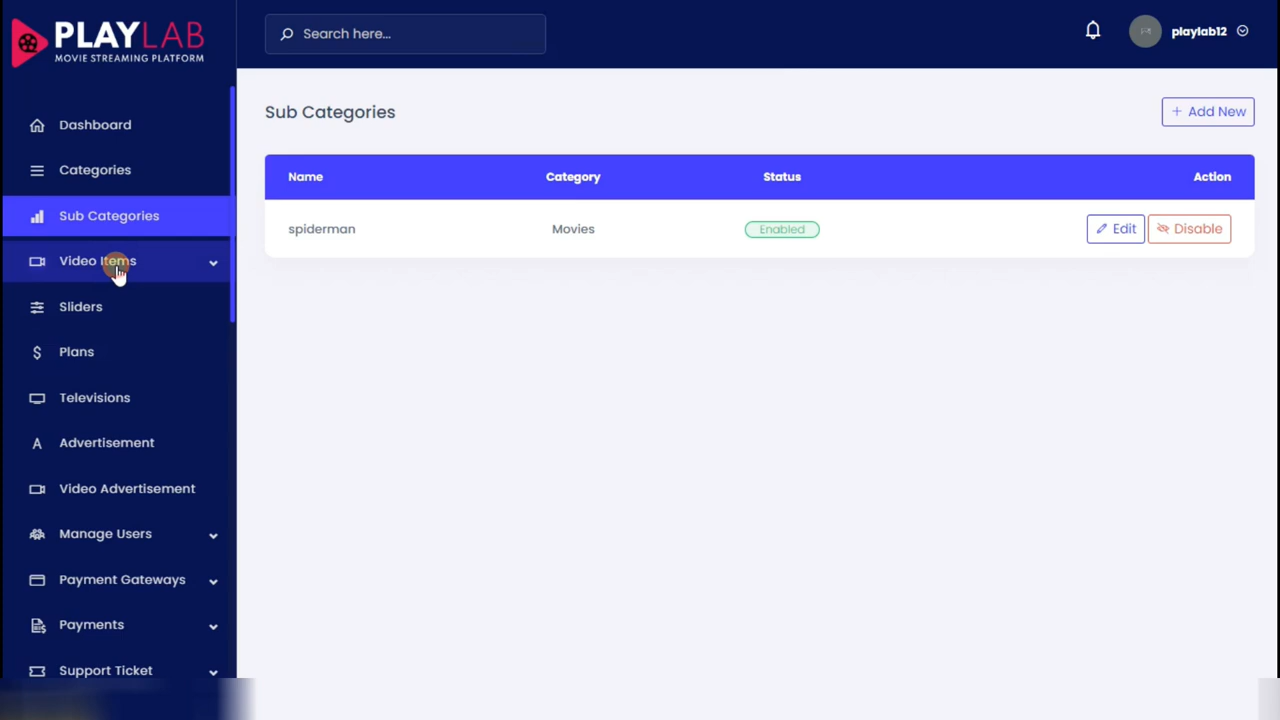 PLAYLAB
MOVIE STREAMING PLATFORM
Search here...
playlab12
Dashboard
Categories
Sub Categories
Video Items
Sliders
Plans
Televisions
Advertisement
Video Advertisement
Manage Users
Payment Gateways
Payments
Support Ticket
Sub Categories
+ Add New
Name Category Status Action
spiderman Movies Enabled Edit Disable